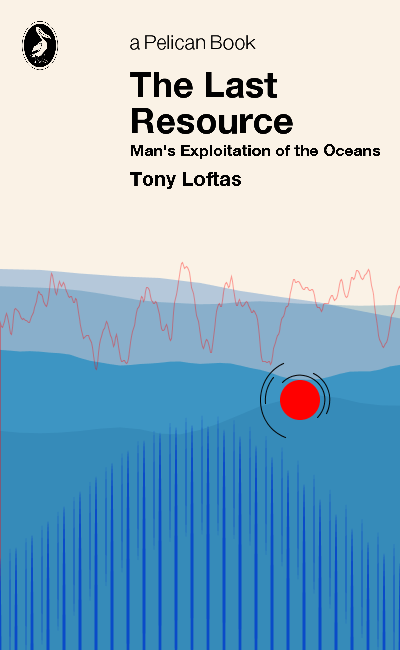 a Pelican Book
The Last
Resource
Man's Exploitation of the Oceans
Tony Loftas